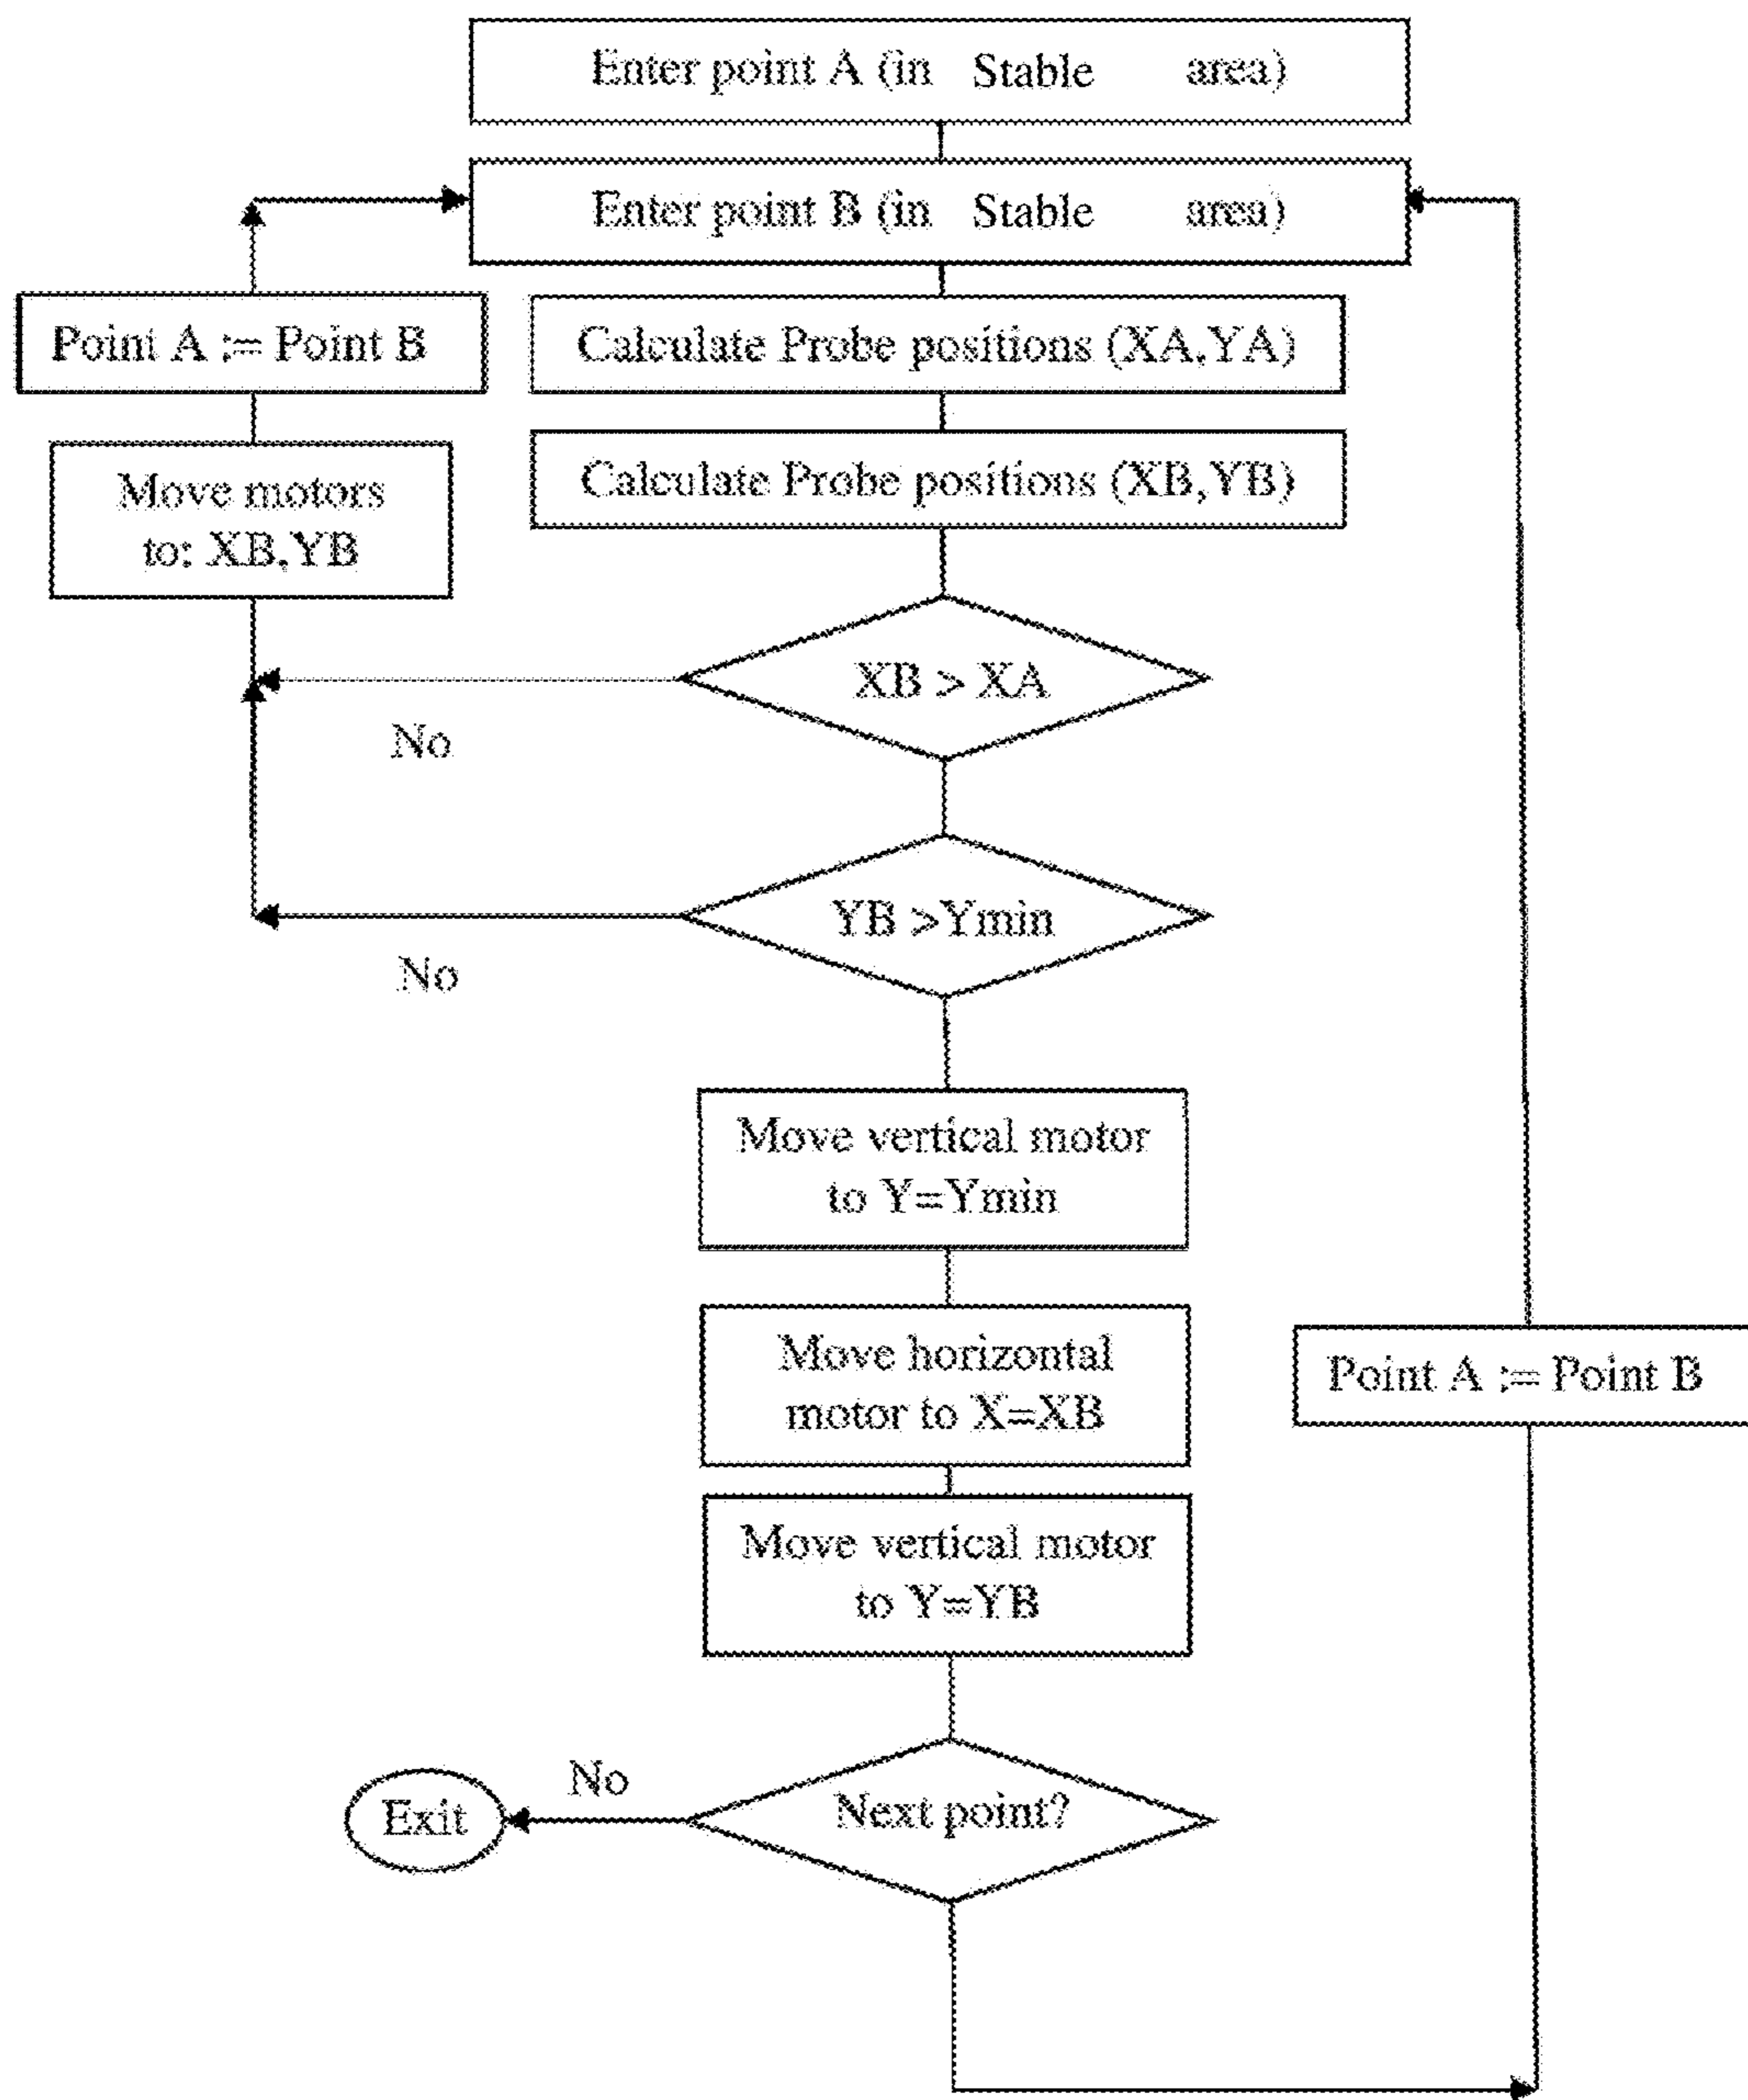 Enter point A (in Stable area)
Enter point B (in Stable area)
Point A := Point B
Calculate Probe positions (XA,YA)
Move motors
to: XB,YB
Calculate Probe positions (XB,YB)
XB > XA
No
YB >Ymin
No
Move vertical motor
to Y=Ymin
Move horizontal
motor to X=XB
Point A := Point B
Move vertical motor
to Y=YB
Next point?
No
Exit